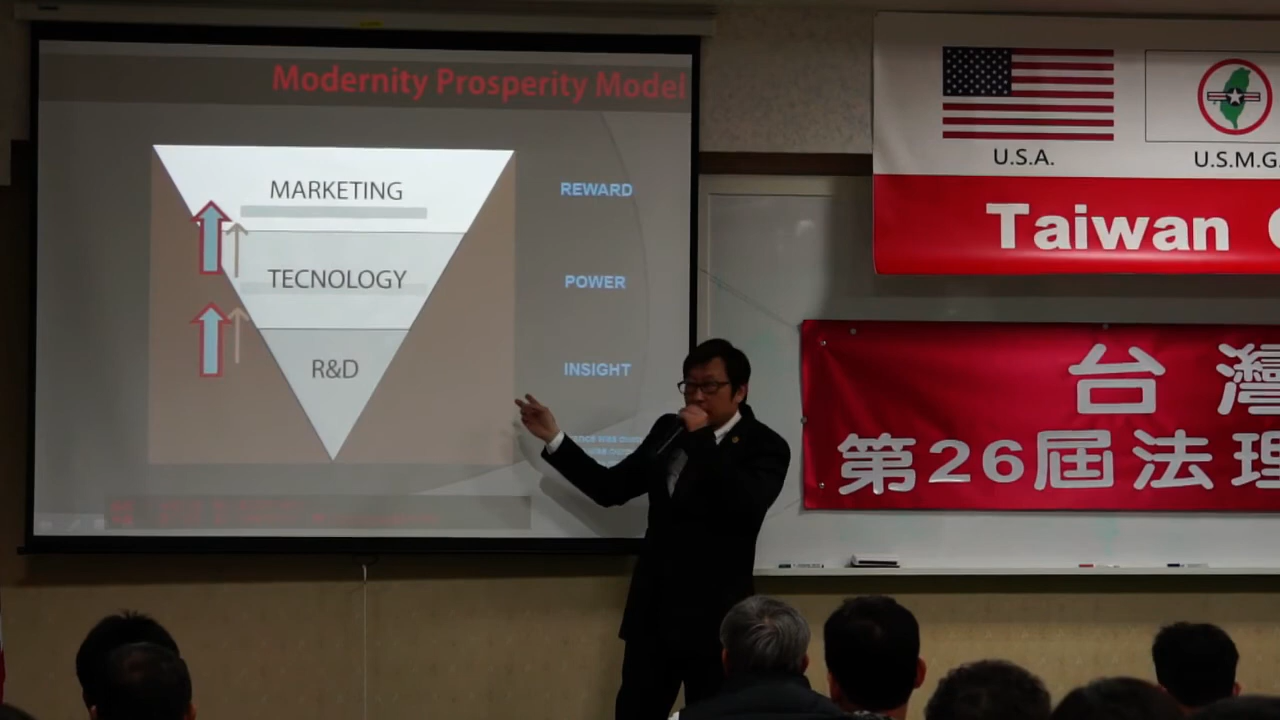 Modernity Prosperity Model
MARKETING
REWARD
TECNOLOGY
POWER
R&D
INSIGHT
U.S.A.
U.S.M.G.
Taiwan
台灣
第26屆法理